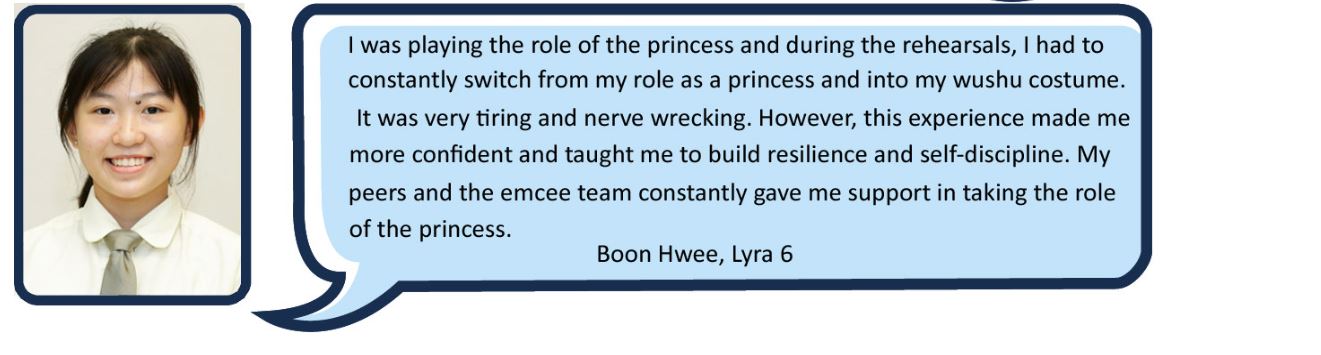 I was playing the role of the princess and during the rehearsals, I had to
constantly switch from my role as a princess and into my wushu costume.
It was very tiring and nerve wrecking. However, this experience made me
more confident and taught me to build resilience and self-discipline. My
peers and the emcee team constantly gave me support in taking the role
of the princess.
Boon Hwee, Lyra 6